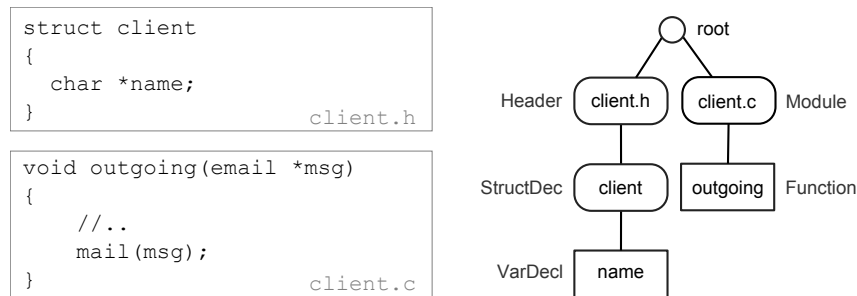 struct client
{
char *name;
}
client.h
void outgoing(email *msg)
{
//..
mail(msg);
}
client.c
root
Header client.h client.c Module
StructDec client outgoing Function
VarDecl name